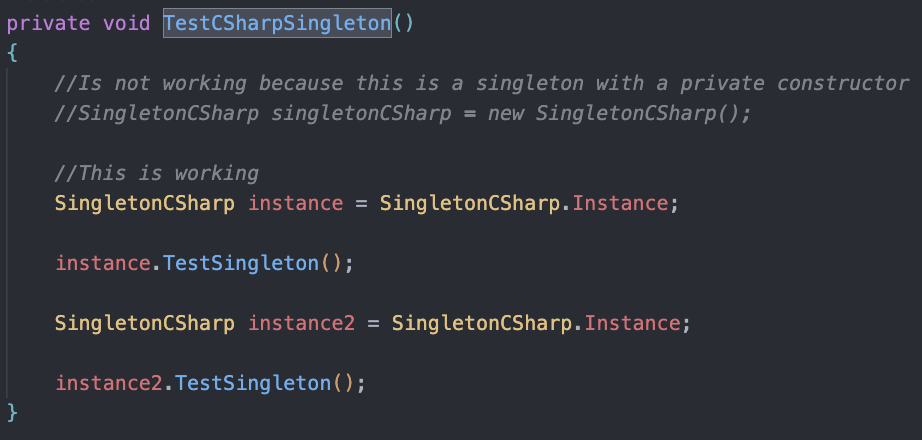 private void TestCSharpSingleton()
{
//Is not working because this is a singleton with a private constructor
//SingletonCSharp singletonCSharp = new SingletonCSharp();
//This is working
SingletonCSharp instance = SingletonCSharp.Instance;
instance.TestSingleton();
SingletonCSharp instance2 = SingletonCSharp.Instance;
instance2.TestSingleton();
}